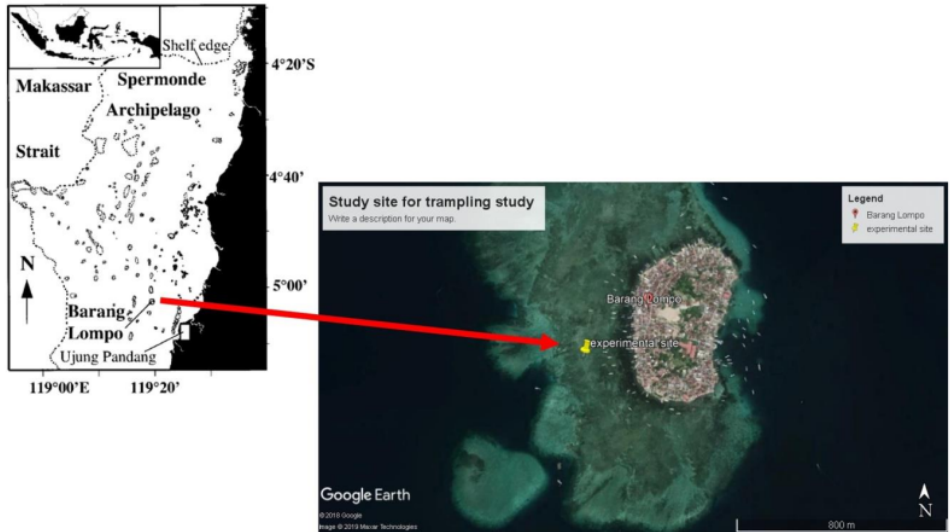 Shelf edge
4°20'S
Makassar
Spermonde
Archipelago
Strait
4°40'
N
5°00'
Barang
Lompo
Ujung Pandang
119°00'E
119°20'
Study site for trampling study
Write a description for your map.
Legend
Barang Lompo
experimental site
Barang Lompo
experimental site
Google Earth
©2018 Google
Image © 2019 Maxar Technologies
N
800 m